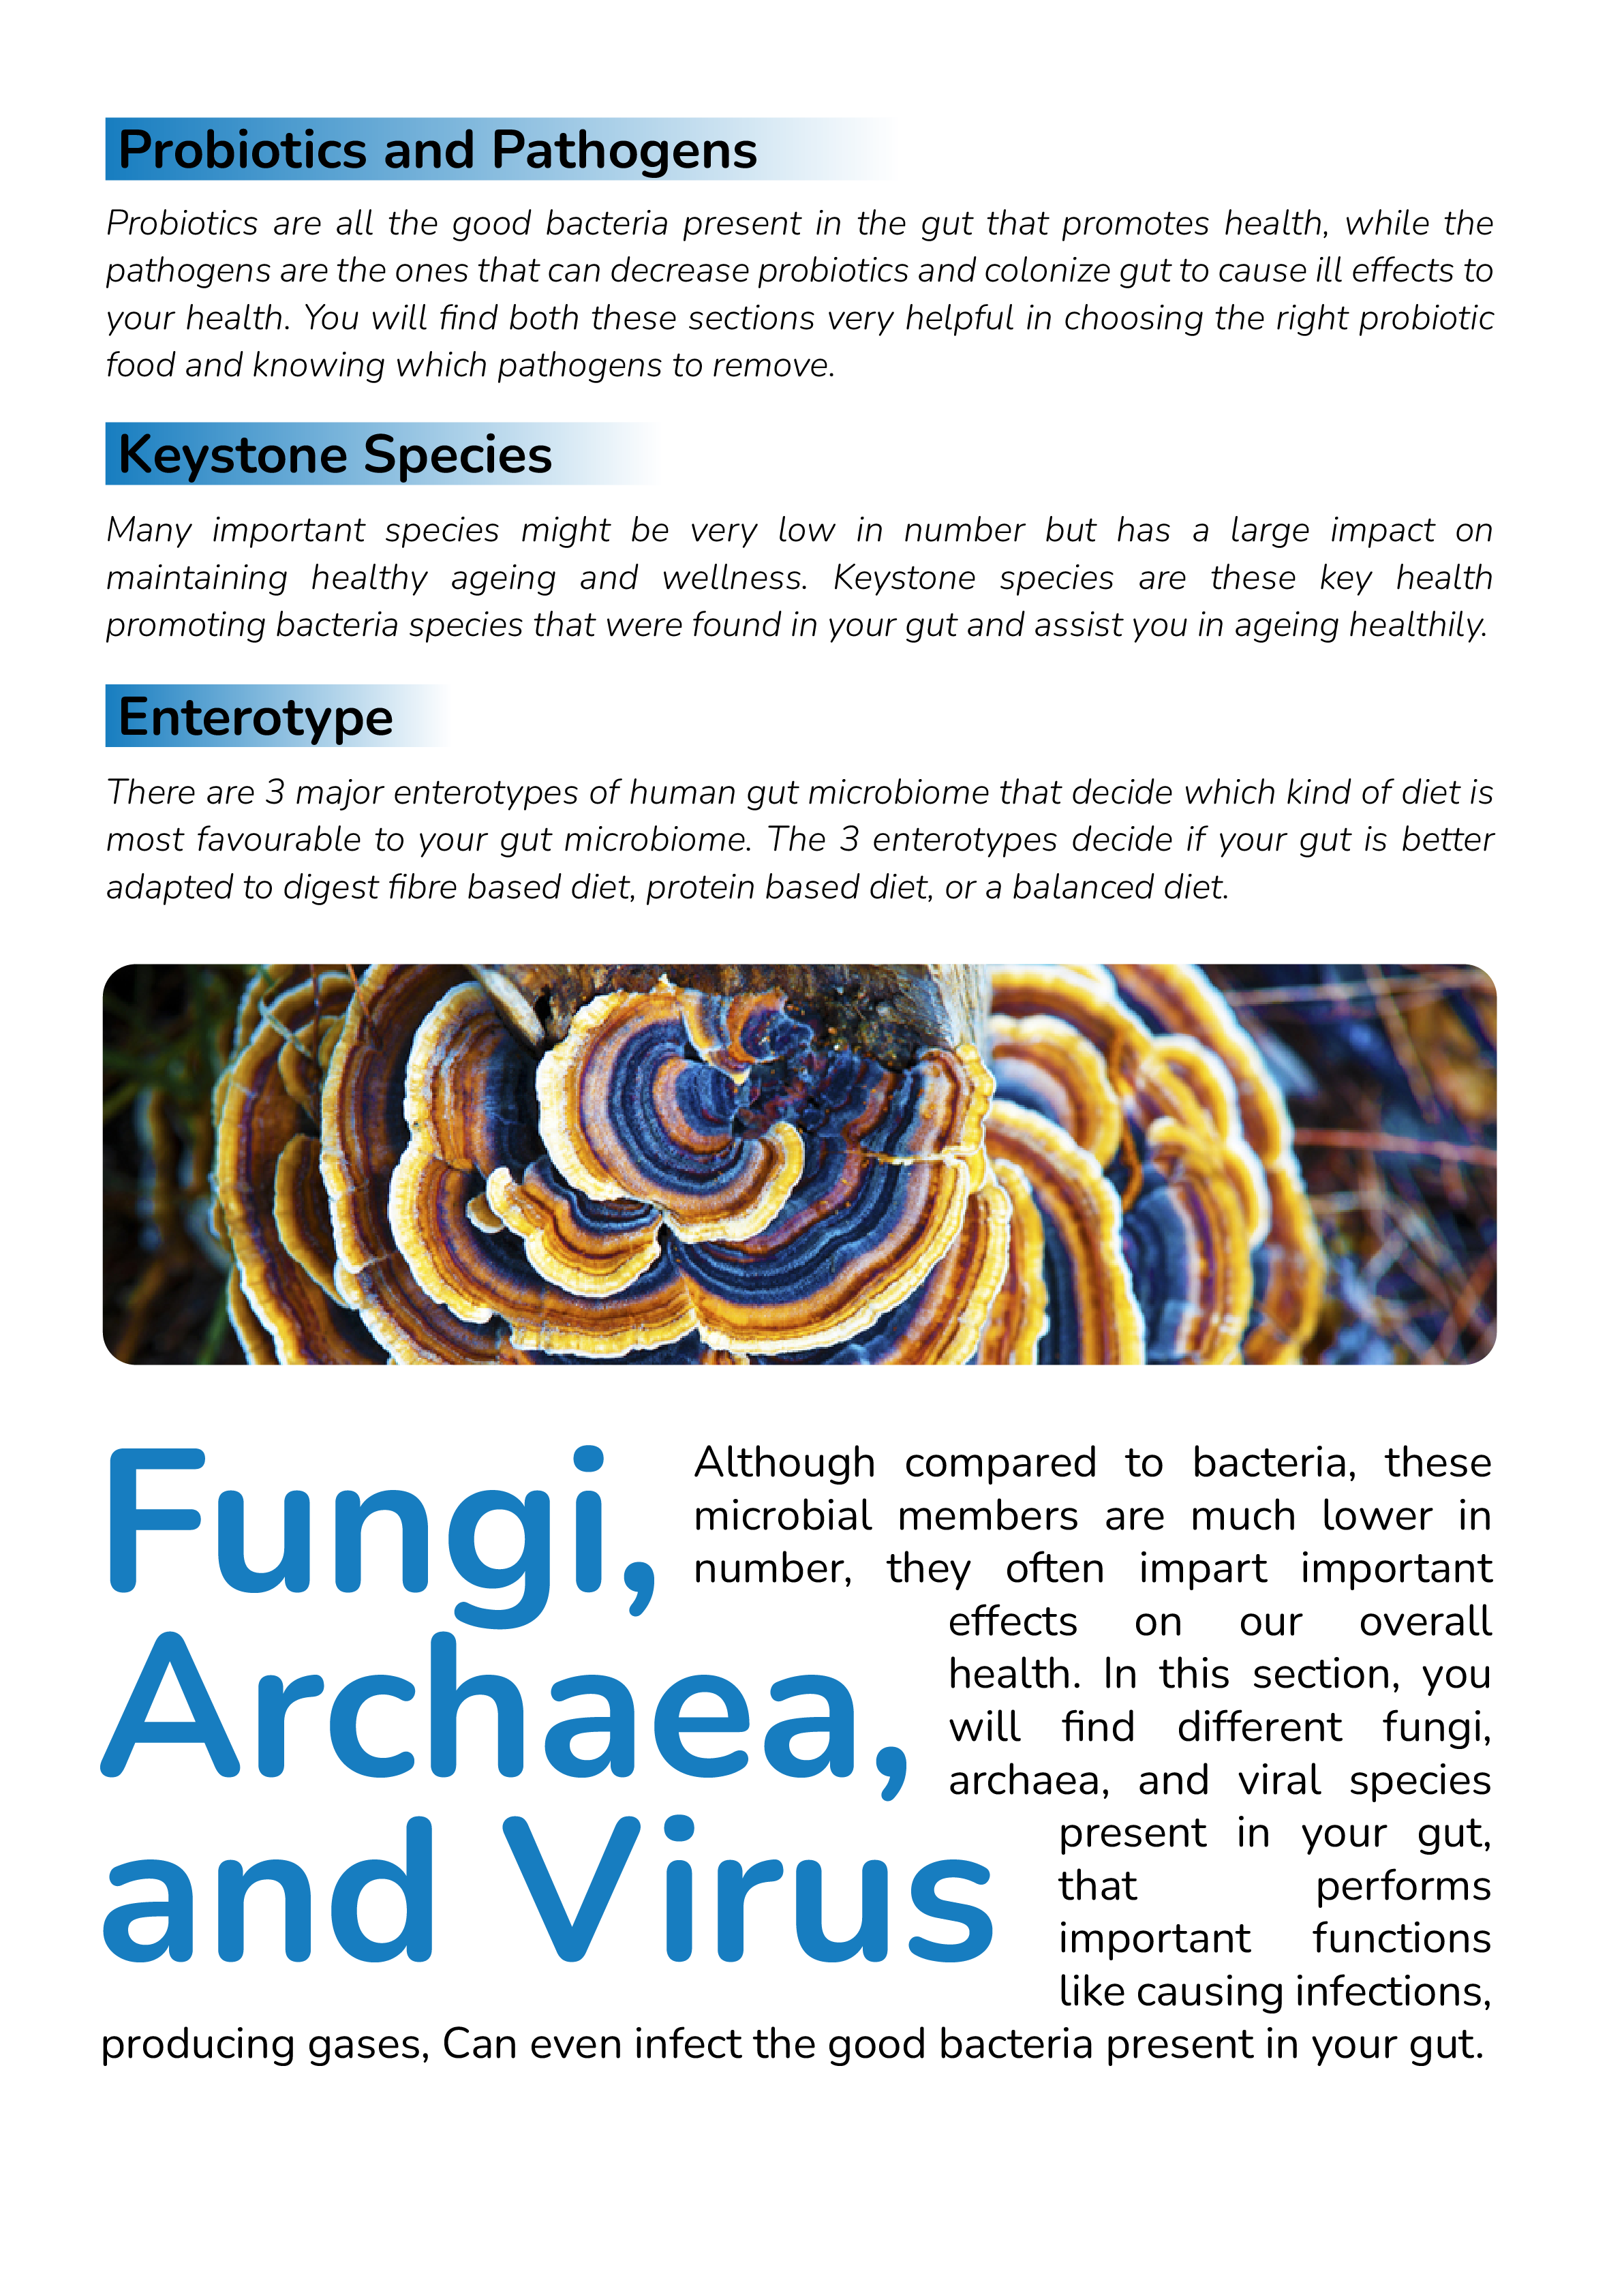 Probiotics and Pathogens
Probiotics are all the good bacteria present in the gut that promotes health, while the
pathogens are the ones that can decrease probiotics and colonize gut to cause ill effects to
your health. You will find both these sections very helpful in choosing the right probiotic
food and knowing which pathogens to remove.
Keystone Species
Many important species might be very low in number but has a large impact on
maintaining healthy ageing and wellness. Keystone species are these key health
promoting bacteria species that were found in your gut and assist you in ageing healthily.
Enterotype
There are 3 major enterotypes of human gut microbiome that decide which kind of diet is
most favourable to your gut microbiome. The 3 enterotypes decide if your gut is better
adapted to digest fibre based diet, protein based diet, or a balanced diet.
Fungi,
Archaea,
and Virus
Although compared to bacteria, these
microbial members are much lower in
number, they often impart important
effects on our overall
health. In this section, you
will find different fungi,
archaea, and viral species
present in your gut,
that performs
important functions
like causing infections,
producing gases, Can even infect the good bacteria present in your gut.